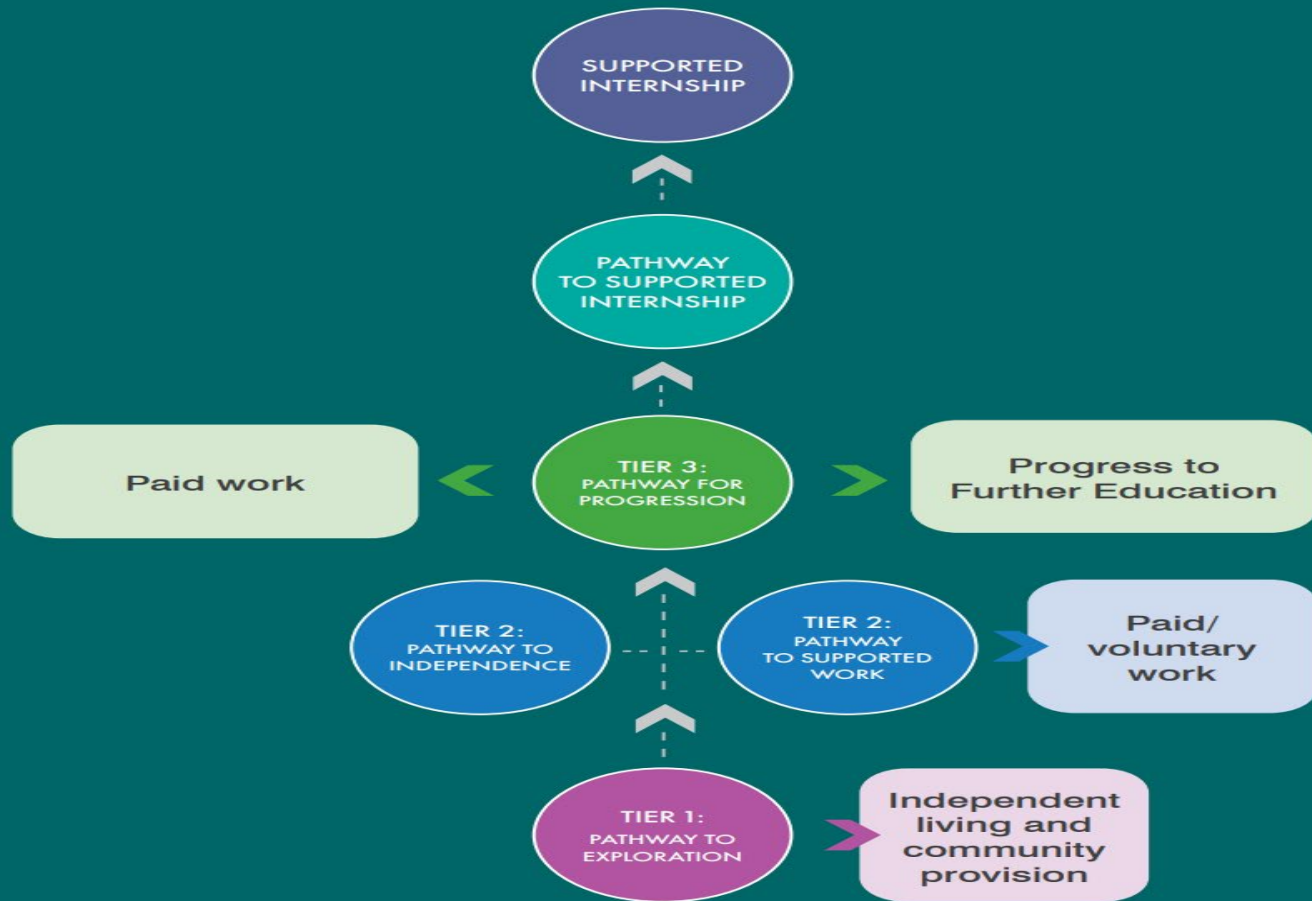 SUPPORTED
INTERNSHIP
PATHWAY
TO SUPPORTED
INTERNSHIP
Paid work
TIER 3:
PATHWAY FOR
PROGRESSION
Progress to
Further Education
TIER 2:
PATHWAY TO
INDEPENDENCE
TIER 2:
PATHWAY
TO SUPPORTED
WORK
Paid/
voluntary
work
TIER 1:
PATHWAY TO
EXPLORATION
Independent
living and
community
provision